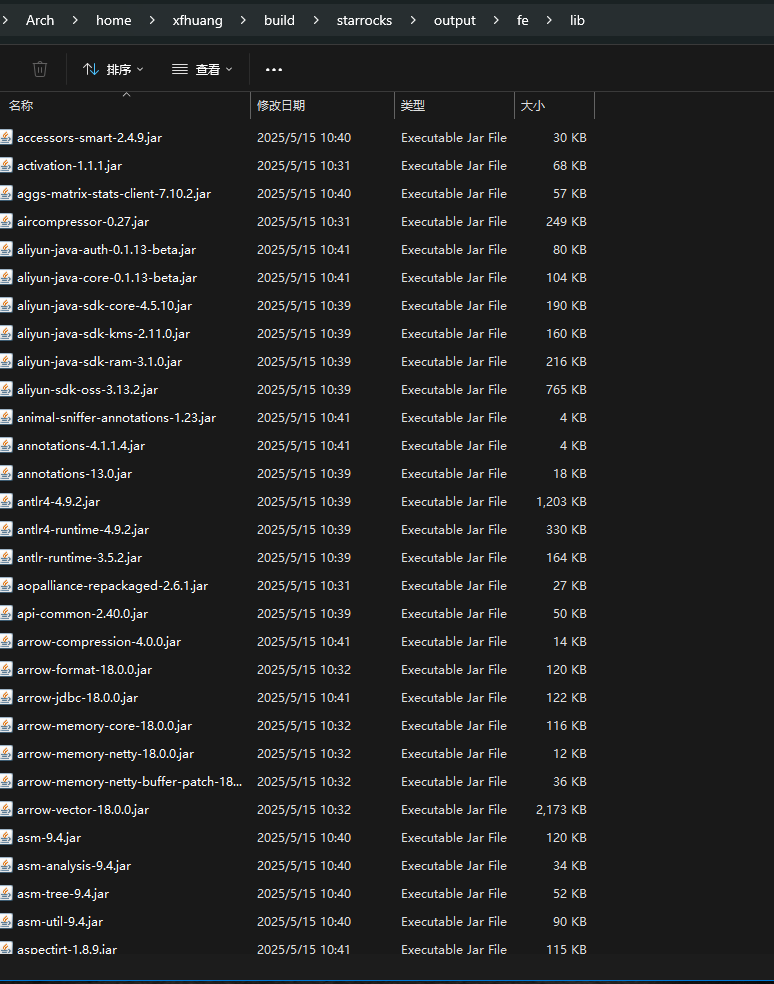 Arch home xfhuang build starrocks output fe lib
排序 查看
名称 修改日期 类型 大小
accessors-smart-2.4.9.jar 2025/5/15 10:40 Executable Jar File 30 KB
activation-1.1.1.jar 2025/5/15 10:31 Executable Jar File 68 KB
aggs-matrix-stats-client-7.10.2.jar 2025/5/15 10:40 Executable Jar File 57 KB
aircompressor-0.27.jar 2025/5/15 10:31 Executable Jar File 249 KB
aliyun-java-auth-0.1.13-beta.jar 2025/5/15 10:41 Executable Jar File 80 KB
aliyun-java-core-0.1.13-beta.jar 2025/5/15 10:41 Executable Jar File 104 KB
aliyun-java-sdk-core-4.5.10.jar 2025/5/15 10:39 Executable Jar File 190 KB
aliyun-java-sdk-kms-2.11.0.jar 2025/5/15 10:39 Executable Jar File 160 KB
aliyun-java-sdk-ram-3.1.0.jar 2025/5/15 10:39 Executable Jar File 216 KB
aliyun-sdk-oss-3.13.2.jar 2025/5/15 10:39 Executable Jar File 765 KB
animal-sniffer-annotations-1.23.jar 2025/5/15 10:41 Executable Jar File 4 KB
annotations-4.1.1.4.jar 2025/5/15 10:41 Executable Jar File 4 KB
annotations-13.0.jar 2025/5/15 10:39 Executable Jar File 18 KB
antlr4-4.9.2.jar 2025/5/15 10:39 Executable Jar File 1,203 KB
antlr4-runtime-4.9.2.jar 2025/5/15 10:39 Executable Jar File 330 KB
antlr-runtime-3.5.2.jar 2025/5/15 10:39 Executable Jar File 164 KB
aopalliance-repackaged-2.6.1.jar 2025/5/15 10:31 Executable Jar File 27 KB
api-common-2.40.0.jar 2025/5/15 10:39 Executable Jar File 50 KB
arrow-compression-4.0.0.jar 2025/5/15 10:41 Executable Jar File 14 KB
arrow-format-18.0.0.jar 2025/5/15 10:32 Executable Jar File 120 KB
arrow-jdbc-18.0.0.jar 2025/5/15 10:41 Executable Jar File 122 KB
arrow-memory-core-18.0.0.jar 2025/5/15 10:32 Executable Jar File 116 KB
arrow-memory-netty-18.0.0.jar 2025/5/15 10:32 Executable Jar File 12 KB
arrow-memory-netty-buffer-patch-18... 2025/5/15 10:32 Executable Jar File 36 KB
arrow-vector-18.0.0.jar 2025/5/15 10:32 Executable Jar File 2,173 KB
asm-9.4.jar 2025/5/15 10:40 Executable Jar File 120 KB
asm-analysis-9.4.jar 2025/5/15 10:40 Executable Jar File 34 KB
asm-tree-9.4.jar 2025/5/15 10:40 Executable Jar File 52 KB
asm-util-9.4.jar 2025/5/15 10:40 Executable Jar File 90 KB
aspectjrt-1.8.9.jar 2025/5/15 10:41 Executable Jar File 115 KB